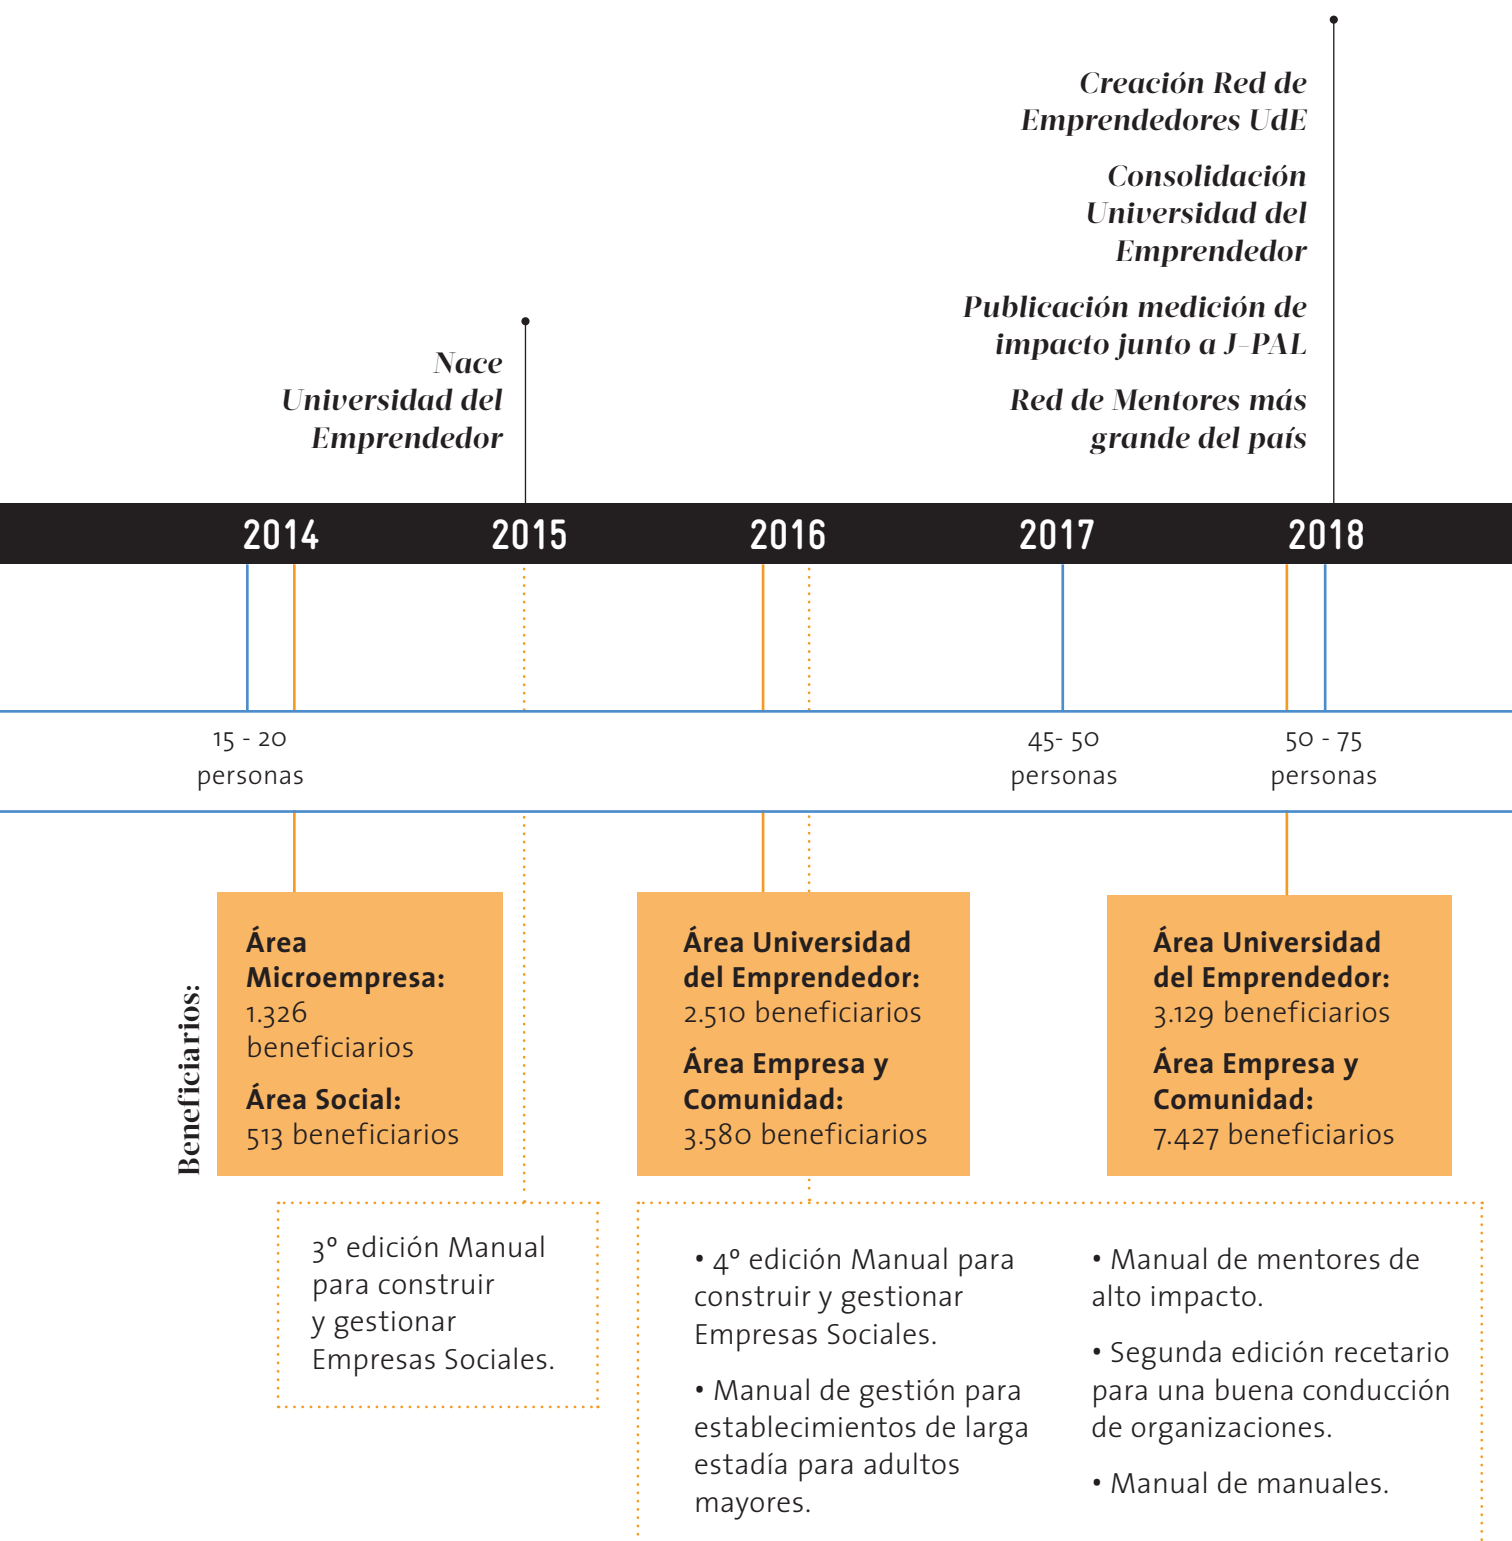 Creación Red de
Emprendedores UdE
Consolidación
Universidad del
Emprendedor
Publicación medición de
impacto junto a J-PAL
Red de Mentores más
grande del país
Nace
Universidad del
Emprendedor
2014
2015
2016
2017
2018
15 - 20
personas
45- 50
personas
50 - 75
personas
Beneficiarios:
Área
Microempresa:
1.326
beneficiarios
Área Social:
513 beneficiarios
Área Universidad
del Emprendedor:
2.510 beneficiarios
Área Empresa y
Comunidad:
3.580 beneficiarios
Área Universidad
del Emprendedor:
3.129 beneficiarios
Área Empresa y
Comunidad:
7.427 beneficiarios
3º edición Manual
para construir
y gestionar
Empresas Sociales.
• 4º edición Manual para
construir y gestionar
Empresas Sociales.
• Manual de gestión para
establecimientos de larga
estadía para adultos
mayores.
• Manual de mentores de
alto impacto.
• Segunda edición recetario
para una buena conducción
de organizaciones.
• Manual de manuales.